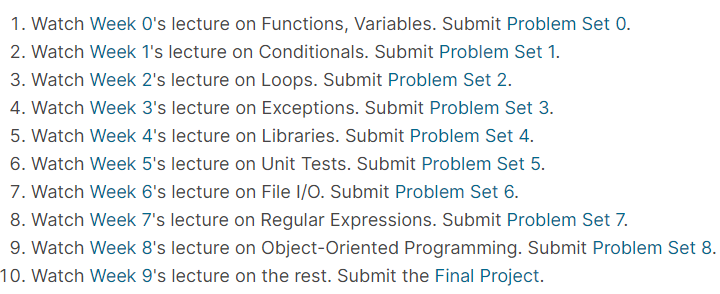 1. Watch Week 0's lecture on Functions, Variables. Submit Problem Set 0.
2. Watch Week 1's lecture on Conditionals. Submit Problem Set 1.
3. Watch Week 2's lecture on Loops. Submit Problem Set 2.
4. Watch Week 3's lecture on Exceptions. Submit Problem Set 3.
5. Watch Week 4's lecture on Libraries. Submit Problem Set 4.
6. Watch Week 5's lecture on Unit Tests. Submit Problem Set 5.
7. Watch Week 6's lecture on File I/O. Submit Problem Set 6.
8. Watch Week 7's lecture on Regular Expressions. Submit Problem Set 7.
9. Watch Week 8's lecture on Object-Oriented Programming. Submit Problem Set 8.
10. Watch Week 9's lecture on the rest. Submit the Final Project.